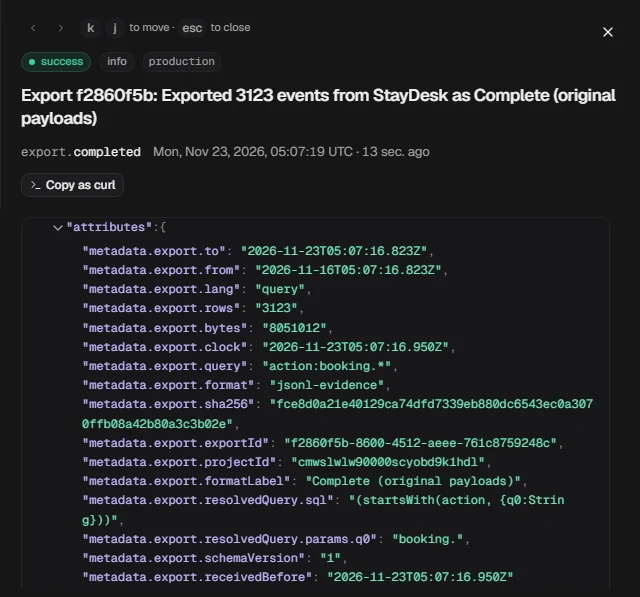 k j to move · esc to close
success info production
Export f2860f5b: Exported 3123 events from StayDesk as Complete (original
payloads)
export.completed Mon, Nov 23, 2026, 05:07:19 UTC · 13 sec. ago
>_ Copy as curl
"attributes":{
"metadata.export.to": "2026-11-23T05:07:16.823Z",
"metadata.export.from": "2026-11-16T05:07:16.823Z",
"metadata.export.lang": "query",
"metadata.export.rows": "3123",
"metadata.export.bytes": "8051012",
"metadata.export.clock": "2026-11-23T05:07:16.950Z",
"metadata.export.query": "action:booking.*",
"metadata.export.format": "jsonl-evidence",
"metadata.export.sha256": "fce8d0a21e40129ca74dfd7339eb880dc6543ec0a307
0ffb08a42b80a3c3b02e",
"metadata.export.exportId": "f2860f5b-8600-4512-aeee-761c8759248c",
"metadata.export.projectId": "cmwslwlw90000scyobd9k1hdl",
"metadata.export.formatLabel": "Complete (original payloads)",
"metadata.export.resolvedQuery.sql": "(startsWith(action, {q0:Strin
g}))",
"metadata.export.resolvedQuery.params.q0": "booking.",
"metadata.export.schemaVersion": "1",
"metadata.export.receivedBefore": "2026-11-23T05:07:16.950Z"